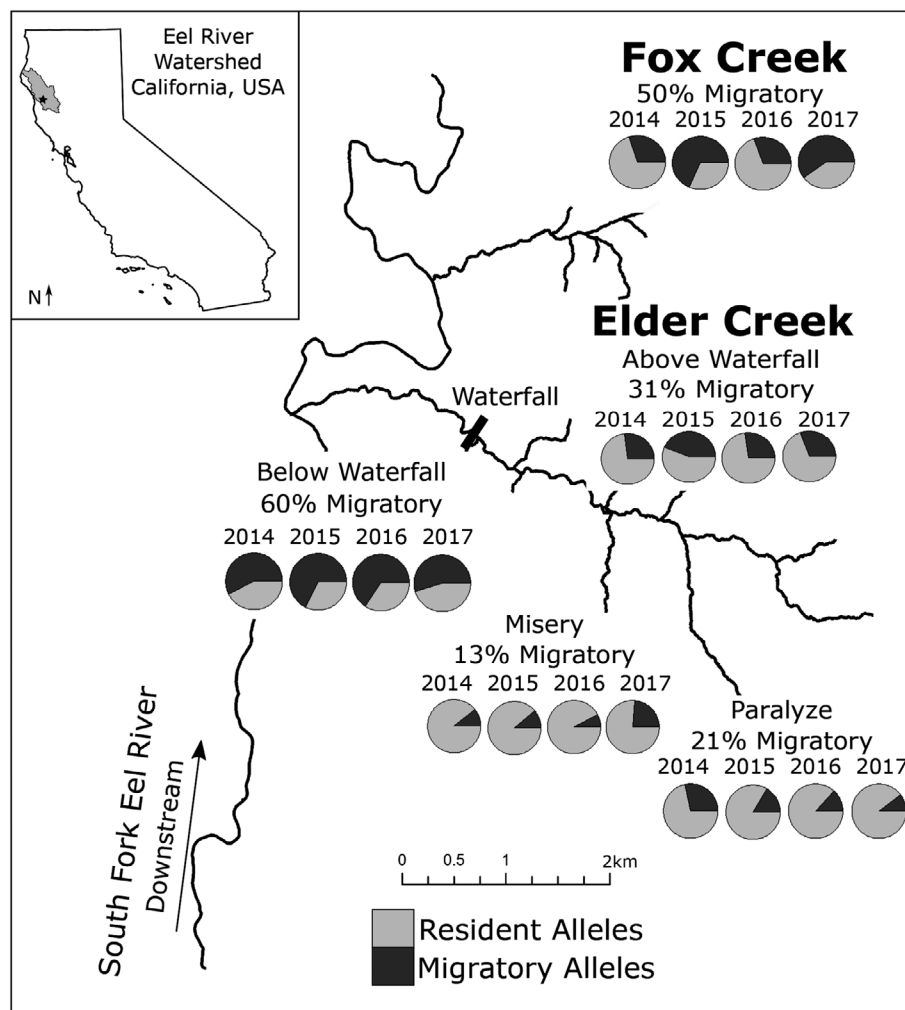 Eel River
Watershed
California, USA
N
Fox Creek
50% Migratory
2014 2015 2016 2017
Elder Creek
Above Waterfall
31% Migratory
2014 2015 2016 2017
Waterfall
Below Waterfall
60% Migratory
2014 2015 2016 2017
Misery
13% Migratory
2014 2015 2016 2017
Paralyze
21% Migratory
2014 2015 2016 2017
South Fork Eel River
Downstream
0 0.5 1 2km
Resident Alleles
Migratory Alleles